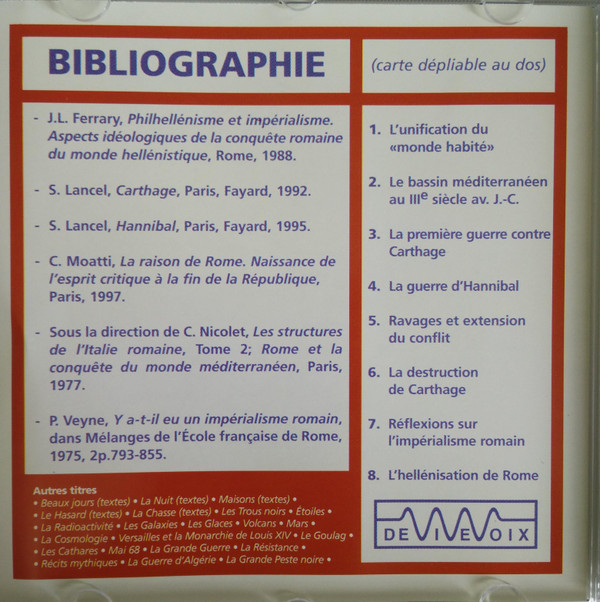 BIBLIOGRAPHIE
- J.L. Ferrary, Philhellénisme et impérialisme.
Aspects idéologiques de la conquête romaine
du monde hellénistique, Rome, 1988.
- S. Lancel, Carthage, Paris, Fayard, 1992.
- S. Lancel, Hannibal, Paris, Fayard, 1995.
- C. Moatti, La raison de Rome. Naissance de
l'esprit critique à la fin de la République,
Paris, 1997.
- Sous la direction de C. Nicolet, Les structures
de l'Italie romaine, Tome 2; Rome et la
conquête du monde méditerranéen, Paris,
1977.
- P. Veyne, Y a-t-il eu un impérialisme romain,
dans Mélanges de l'École française de Rome,
1975, 2p.793-855.
Autres titres
• Beaux jours (textes) • La Nuit (textes) • Maisons (textes) •
• Le Hasard (textes) • La Chasse (textes) • Les Trous noirs • Étoiles •
• La Radioactivité • Les Galaxies • Les Glaces • Volcans • Mars •
• La Cosmologie • Versailles et la Monarchie de Louis XIV • Le Goulag •
• Les Cathares • Mai 68 • La Grande Guerre • La Résistance •
• Récits mythiques • La Guerre d'Algérie • La Grande Peste noire •
(carte dépliable au dos)
1. L'unification du
«monde habité»
2. Le bassin méditerranéen
au IIIe siècle av. J.-C.
3. La première guerre contre
Carthage
4. La guerre d'Hannibal
5. Ravages et extension
du conflit
6. La destruction
de Carthage
7. Réflexions sur
l'impérialisme romain
8. L'hellénisation de Rome
DE VIVE VOIX